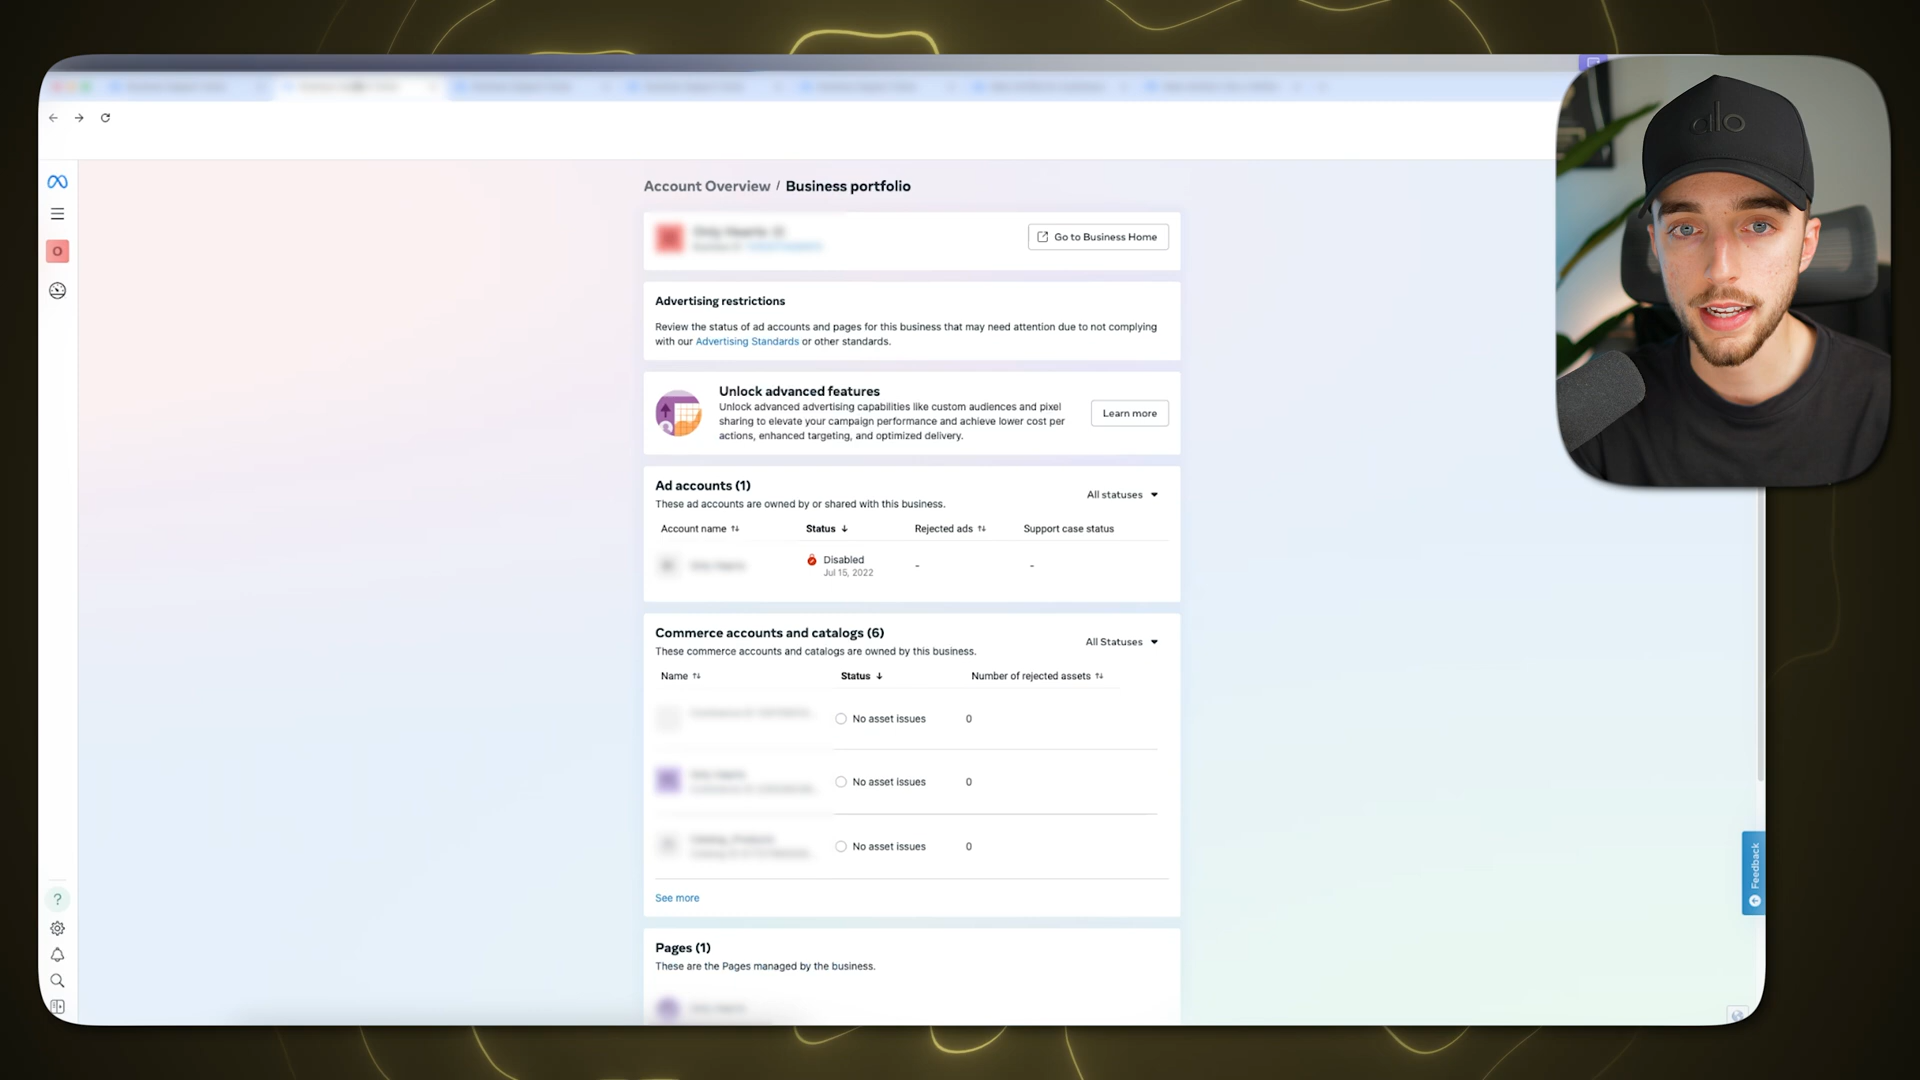 alo
Account Overview / Business portfolio
Go to Business Home
Advertising restrictions
Review the status of ad accounts and pages for this business that may need attention due to not complying
with our Advertising Standards or other standards.
Unlock advanced features
Unlock advanced advertising capabilities like custom audiences and pixel
sharing to elevate your campaign performance and achieve lower cost per
actions, enhanced targeting, and optimized delivery.
Learn more
Ad accounts (1)
These ad accounts are owned by or shared with this business.
All statuses
Account name Status Rejected ads Support case status
Disabled
Jul 15, 2022
- -
Commerce accounts and catalogs (6)
These commerce accounts and catalogs are owned by this business.
All Statuses
Name Status Number of rejected assets
No asset issues 0
No asset issues 0
No asset issues 0
See more
Pages (1)
These are the Pages managed by the business.
O
?
Feedback